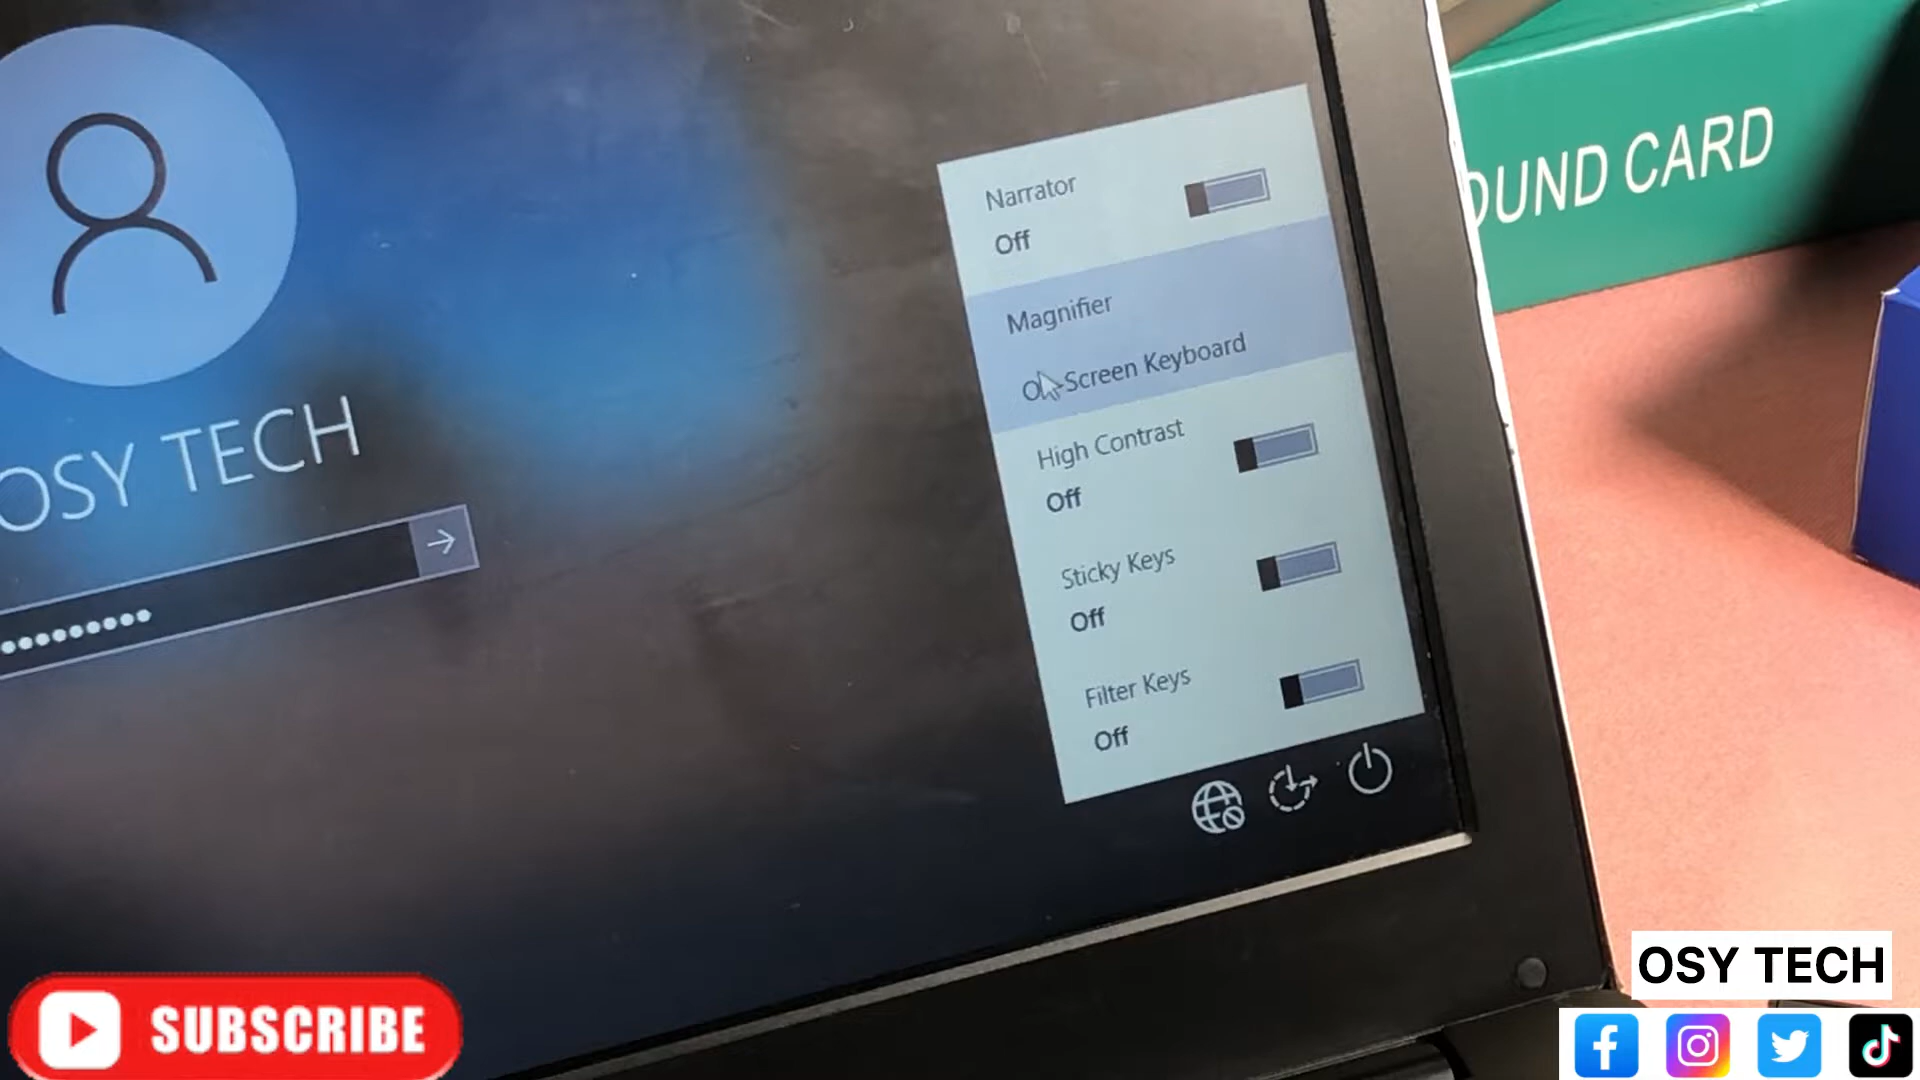 Narrator
Off
Magnifier
On-Screen Keyboard
High Contrast
Off
Sticky Keys
Off
Filter Keys
Off
OSY TECH
OUND CARD
SUBSCRIBE
OSY TECH